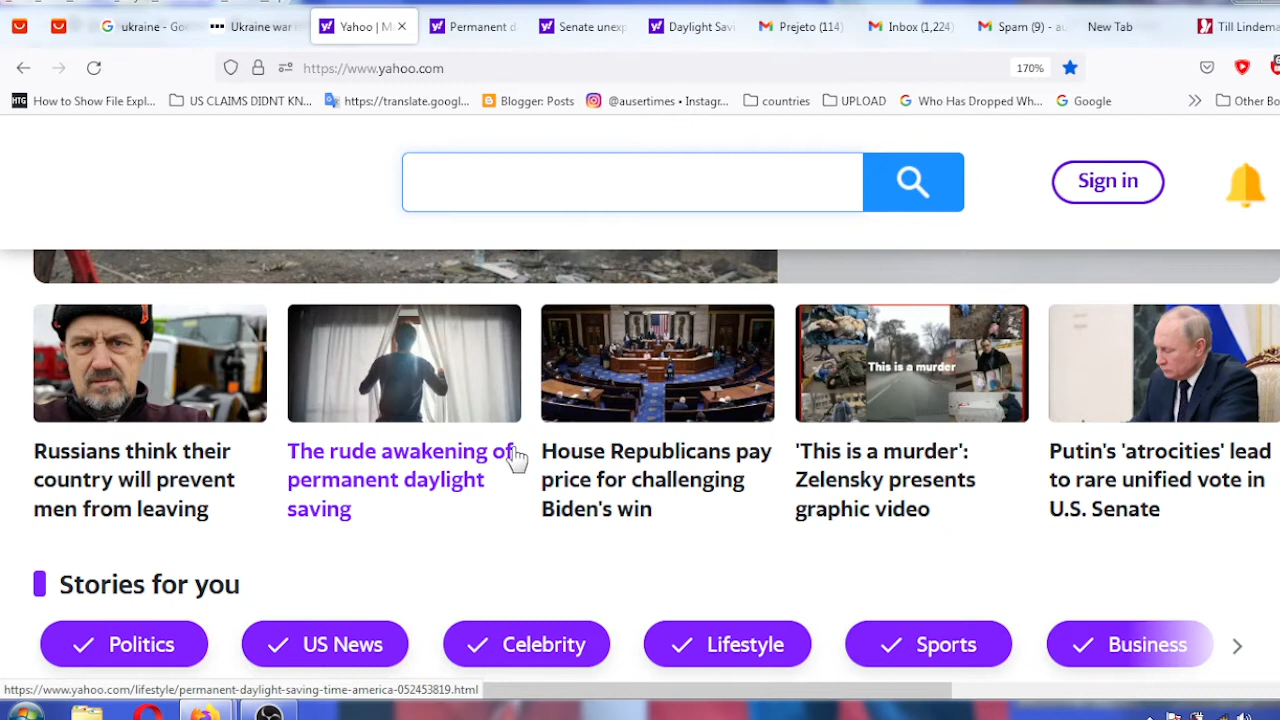 ukraine - Goo
Ukraine war
Yahoo | M
Permanent d
Senate unexp
Daylight Savi
Prejeto (114)
Inbox (1,224)
Spam (9) - au
New Tab
Till Lindema
https://www.yahoo.com
170%
HTG
How to Show File Expl...
US CLAIMS DIDNT KN...
https://translate.googl...
Blogger: Posts
@ausertimes • Instagr...
countries
UPLOAD
Who Has Dropped Wh...
Google
Other Bo
Sign in
This is a murder
Russians think their
country will prevent
men from leaving
The rude awakening of
permanent daylight
saving
House Republicans pay
price for challenging
Biden's win
'This is a murder':
Zelensky presents
graphic video
Putin's 'atrocities' lead
to rare unified vote in
U.S. Senate
Stories for you
Politics
US News
Celebrity
Lifestyle
Sports
Business
https://www.yahoo.com/lifestyle/permanent-daylight-saving-time-america-052453819.html